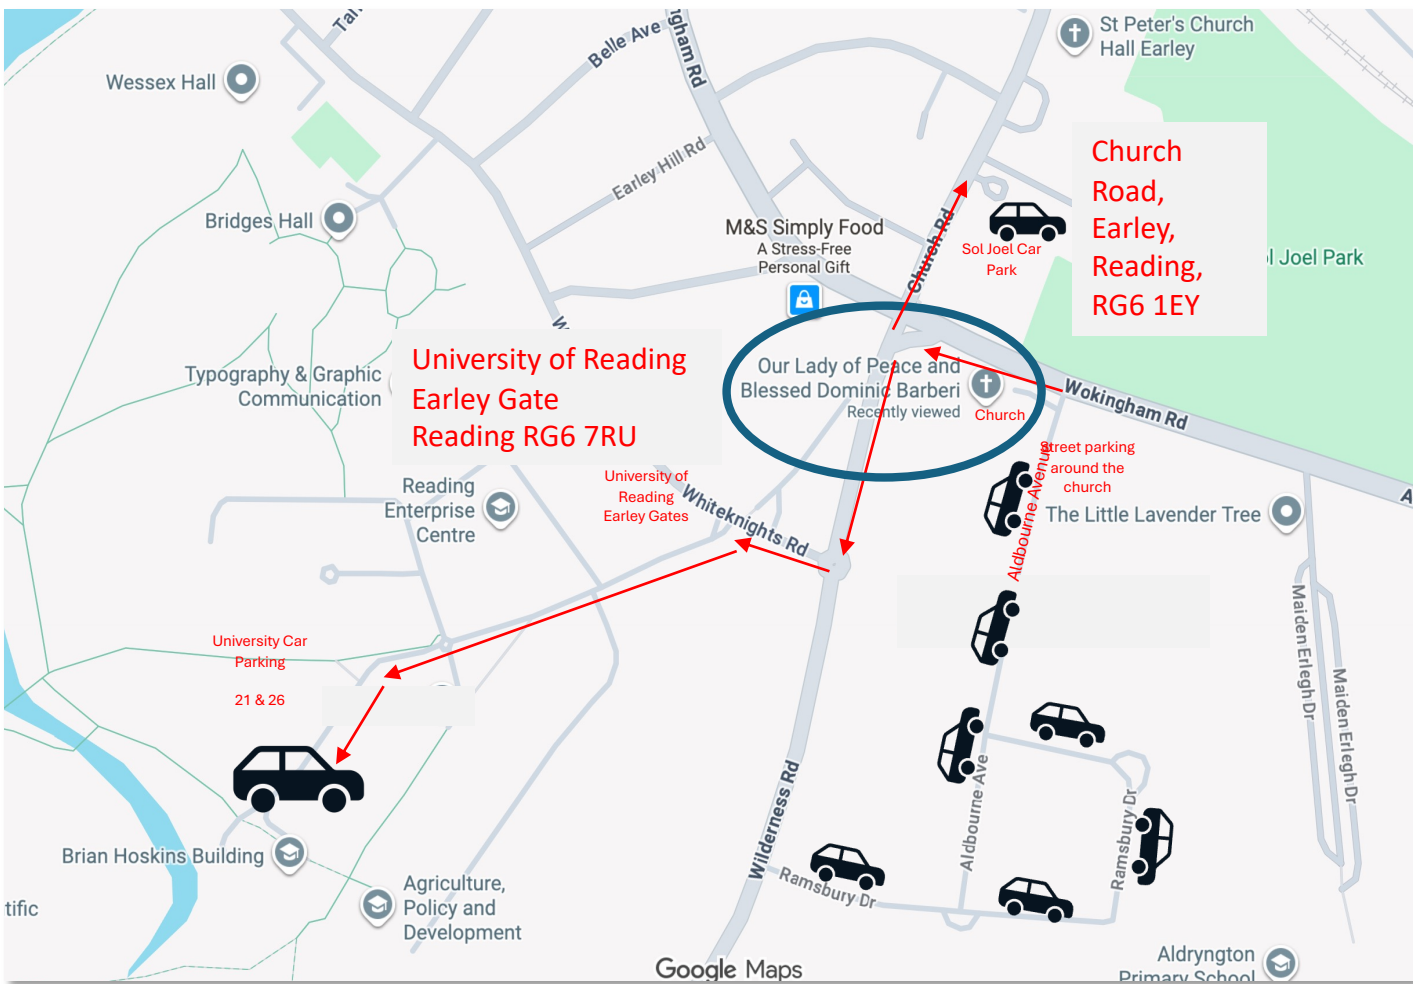 Tan
Belle Ave
ngham Rd
St Peter's Church
Hall Earley
Wessex Hall
Earley Hill Rd
Church
Road,
Earley,
Reading,
RG6 1EY
Bridges Hall
M&S Simply Food
A Stress-Free
Personal Gift
Church Rd
Sol Joel Car
Park
ol Joel Park
W
University of Reading
Earley Gate
Reading RG6 7RU
Typography & Graphic
Communication
Our Lady of Peace and
Blessed Dominic Barberi
Recently viewed
Church
Wokingham Rd
Street parking
around the
church
Aldbourne Avenue
University of
Reading
Earley Gates
Whiteknights Rd
Reading
Enterprise
Centre
The Little Lavender Tree
A
Maiden Erlegh Dr
Maiden Erlegh Dr
University Car
Parking
21 & 26
Wilderness Rd
Aldbourne Ave
Ramsbury Dr
Ramsbury Dr
Brian Hoskins Building
Agriculture,
Policy and
Development
tific
Google Maps
Aldryngton
Primary School